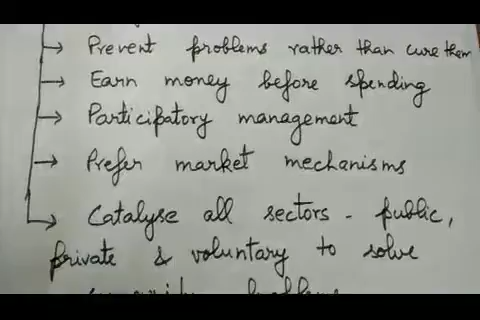 Prevent problems rather than cure them
Earn money before spending
Participatory management
Prefer market mechanisms
Catalyse all sectors - public,
private & voluntary to solve
problems